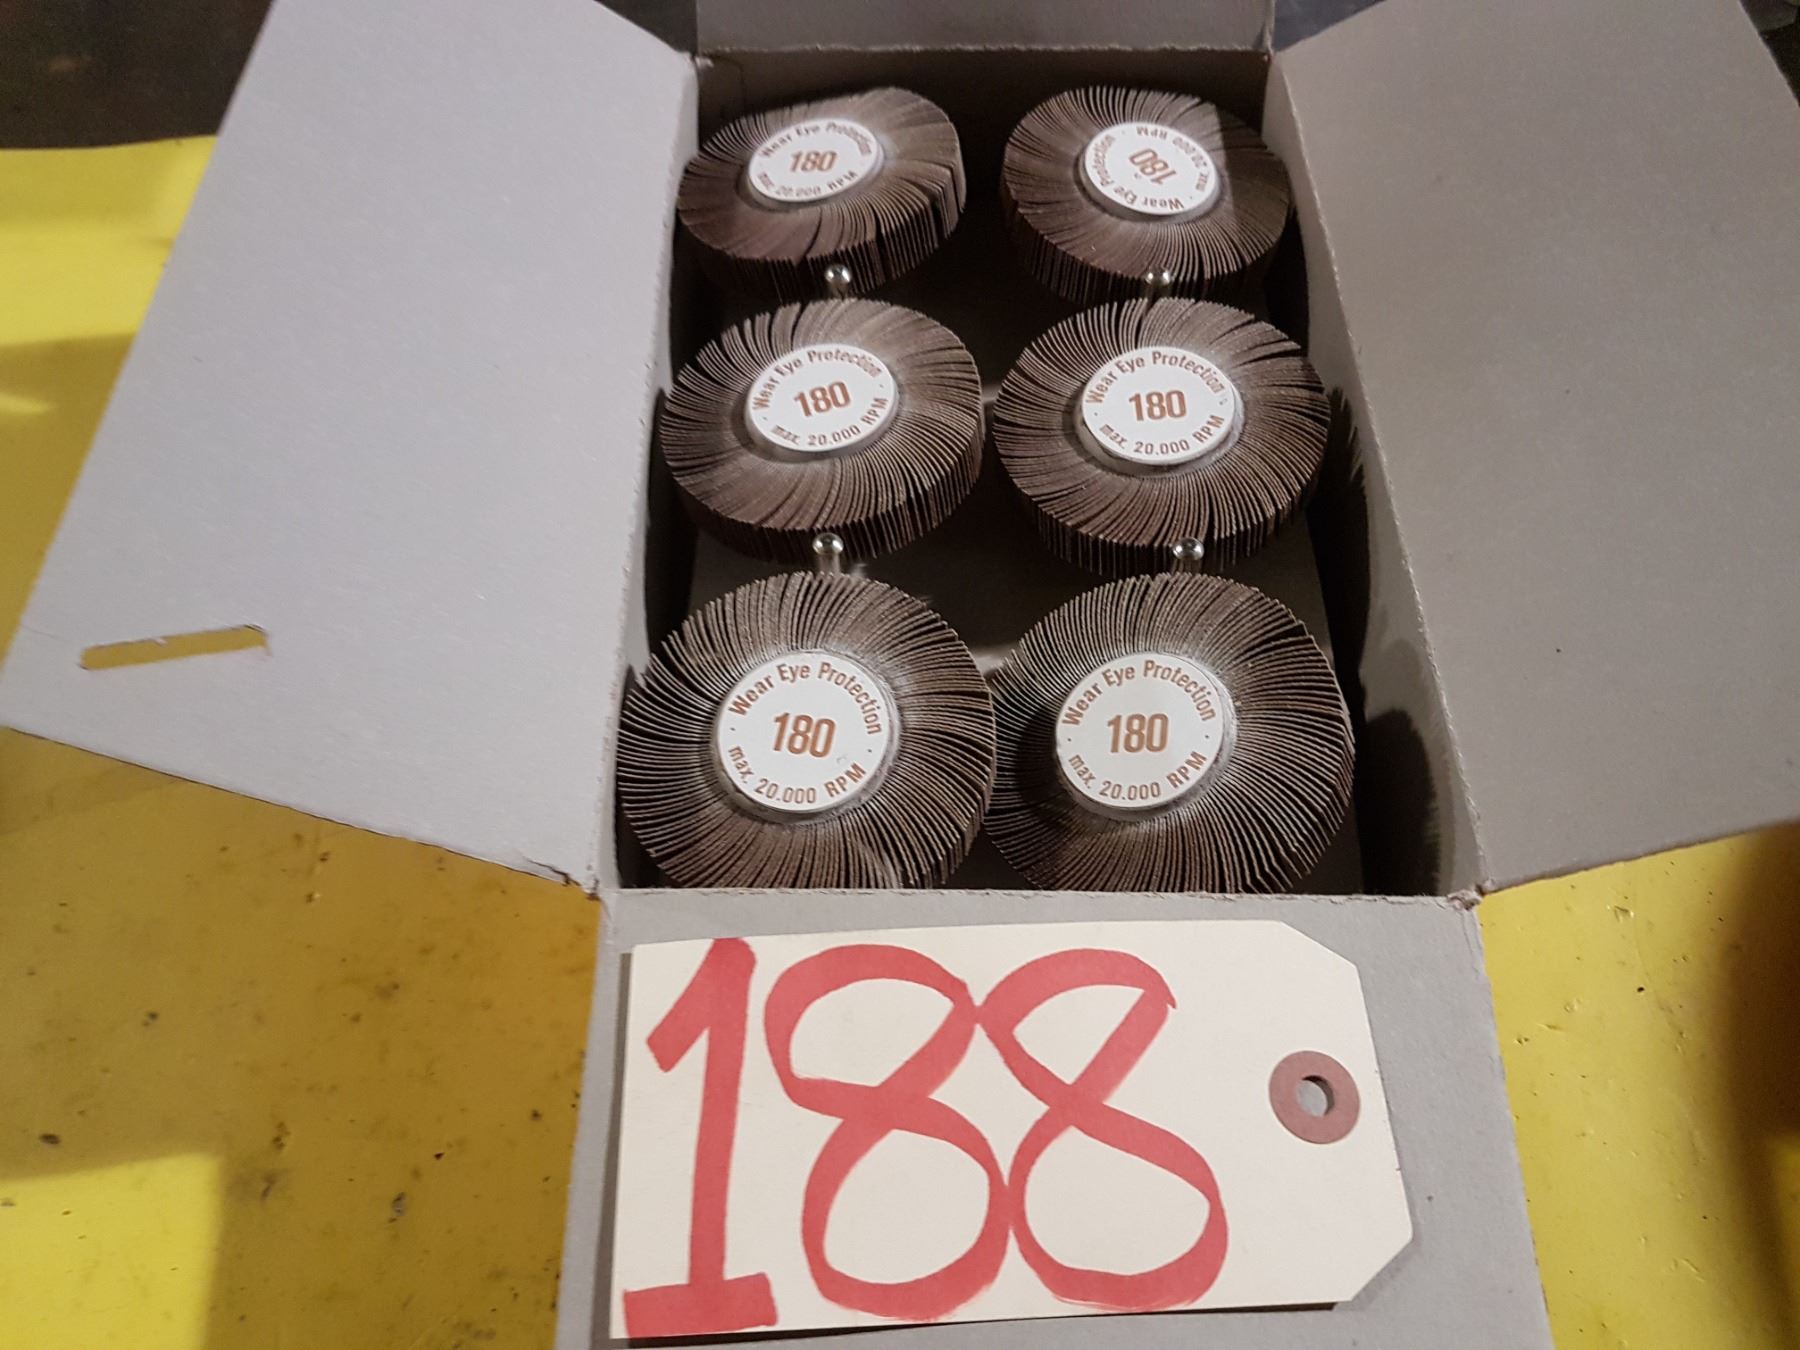 Wear Eye Protection
180
max. 20.000 RPM
Wear Eye Protection
180
max. 20.000 RPM
Wear Eye Protection
180
max. 20.000 RPM
Wear Eye Protection
180
max. 20.000 RPM
Wear Eye Protection
180
max. 20.000 RPM
Wear Eye Protection
180
max. 20.000 RPM
188